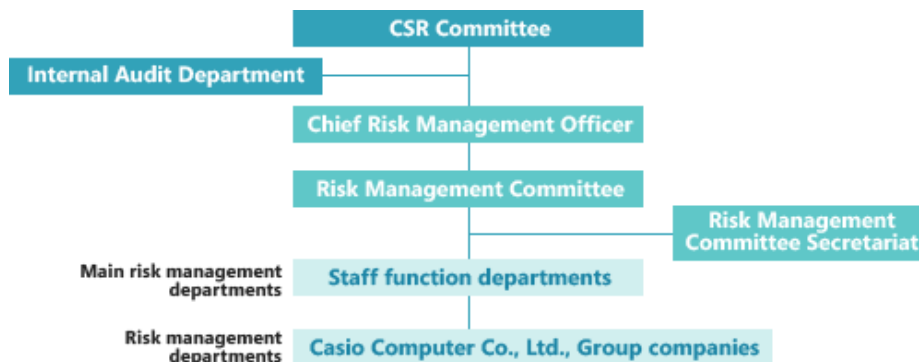 CSR Committee
Internal Audit Department
Chief Risk Management Officer
Risk Management Committee
Risk Management
Committee Secretariat
Main risk management
departments
Staff function departments
Risk management
departments
Casio Computer Co., Ltd., Group companies